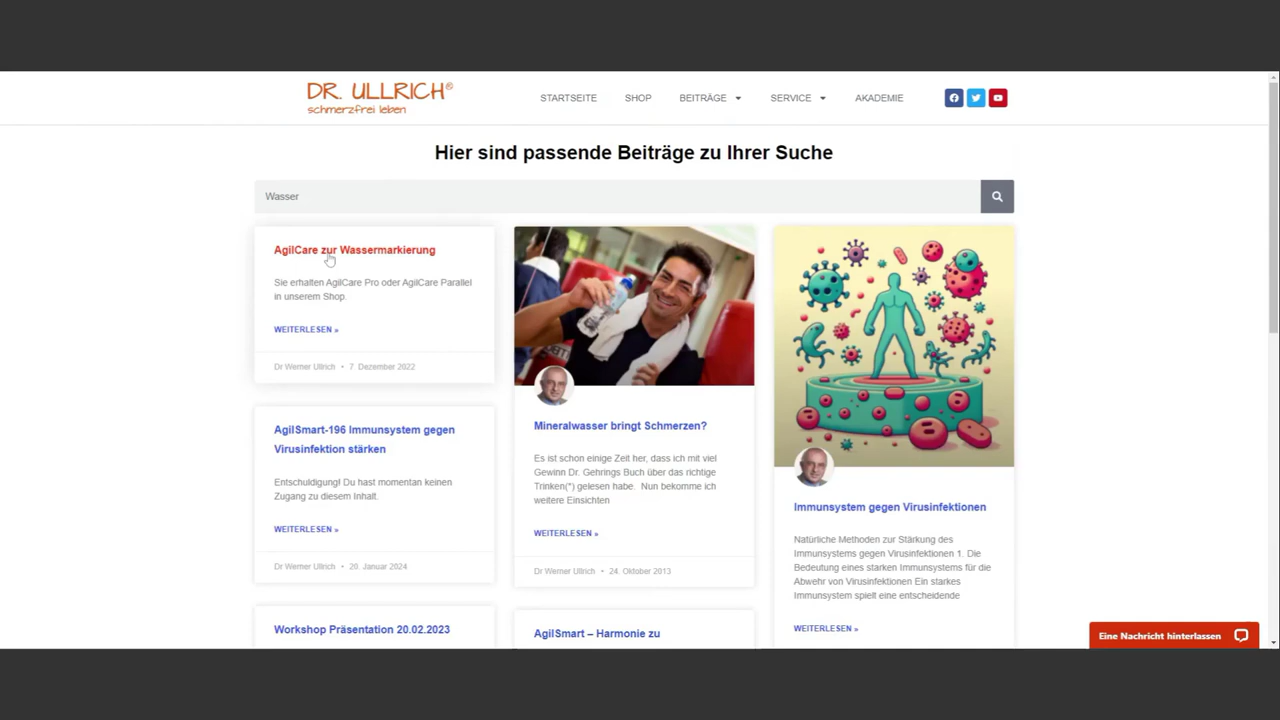 DR. ULLRICH®
schmerzfrei leben
STARTSEITE
SHOP
BEITRÄGE
SERVICE
AKADEMIE
Hier sind passende Beiträge zu Ihrer Suche
Wasser
AgilCare zur Wassermarkierung
Sie erhalten AgilCare Pro oder AgilCare Parallel
in unserem Shop.
WEITERLESEN »
Dr Werner Ullrich • 7. Dezember 2022
AgilSmart-196 Immunsystem gegen
Virusinfektion stärken
Entschuldigung! Du hast momentan keinen
Zugang zu diesem Inhalt.
WEITERLESEN »
Dr Werner Ullrich • 20. Januar 2024
Workshop Präsentation 20.02.2023
Mineralwasser bringt Schmerzen?
Es ist schon einige Zeit her, dass ich mit viel
Gewinn Dr. Gehrings Buch über das richtige
Trinken(*) gelesen habe. Nun bekomme ich
weitere Einsichten
WEITERLESEN »
Dr Werner Ullrich • 24. Oktober 2013
AgilSmart – Harmonie zu
Immunsystem gegen Virusinfektionen
Natürliche Methoden zur Stärkung des
Immunsystems gegen Virusinfektionen 1. Die
Bedeutung eines starken Immunsystems für die
Abwehr von Virusinfektionen Ein starkes
Immunsystem spielt eine entscheidende
WEITERLESEN »
Eine Nachricht hinterlassen